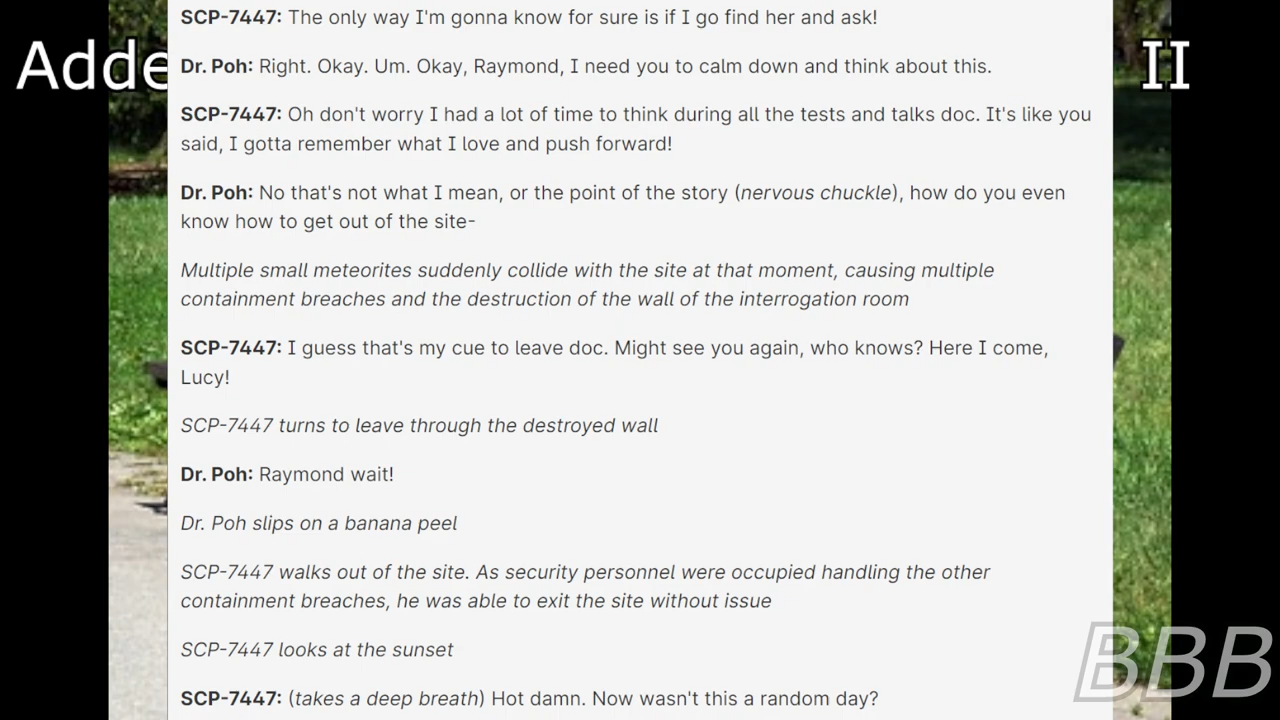 SCP-7447: The only way I'm gonna know for sure is if I go find her and ask!
Adde
II
Dr. Poh: Right. Okay. Um. Okay, Raymond, I need you to calm down and think about this.
SCP-7447: Oh don't worry I had a lot of time to think during all the tests and talks doc. It's like you
said, I gotta remember what I love and push forward!
Dr. Poh: No that's not what I mean, or the point of the story (nervous chuckle), how do you even
know how to get out of the site-
Multiple small meteorites suddenly collide with the site at that moment, causing multiple
containment breaches and the destruction of the wall of the interrogation room
SCP-7447: I guess that's my cue to leave doc. Might see you again, who knows? Here I come,
Lucy!
SCP-7447 turns to leave through the destroyed wall
Dr. Poh: Raymond wait!
Dr. Poh slips on a banana peel
SCP-7447 walks out of the site. As security personnel were occupied handling the other
containment breaches, he was able to exit the site without issue
SCP-7447 looks at the sunset
SCP-7447: (takes a deep breath) Hot damn. Now wasn't this a random day?
BBB